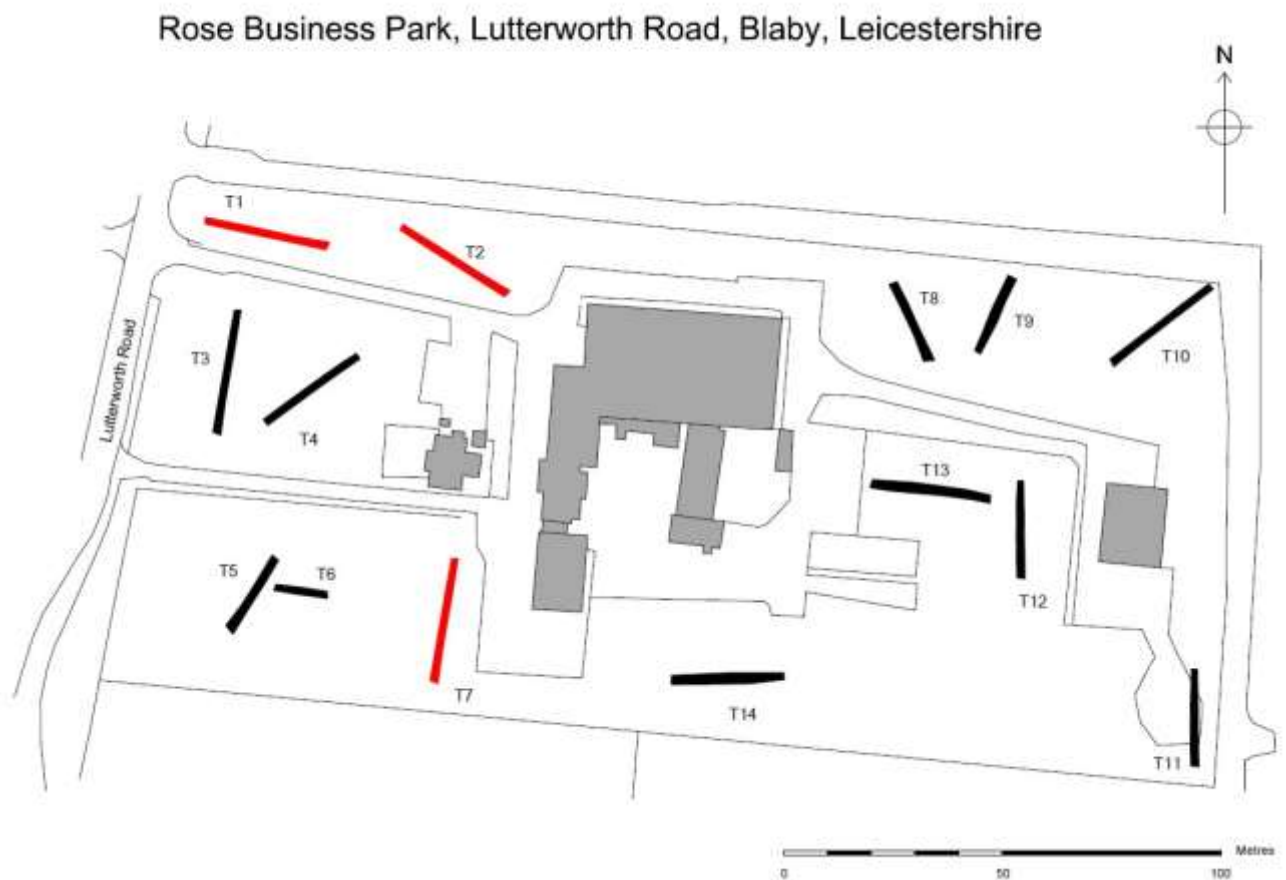 Rose Business Park, Lutterworth Road, Blaby, Leicestershire
N
T1
T2
T8
T9
T10
T3
Lutterworth Road
T4
T13
T5
T6
T12
T7
T14
T11
Metres
0
50
100